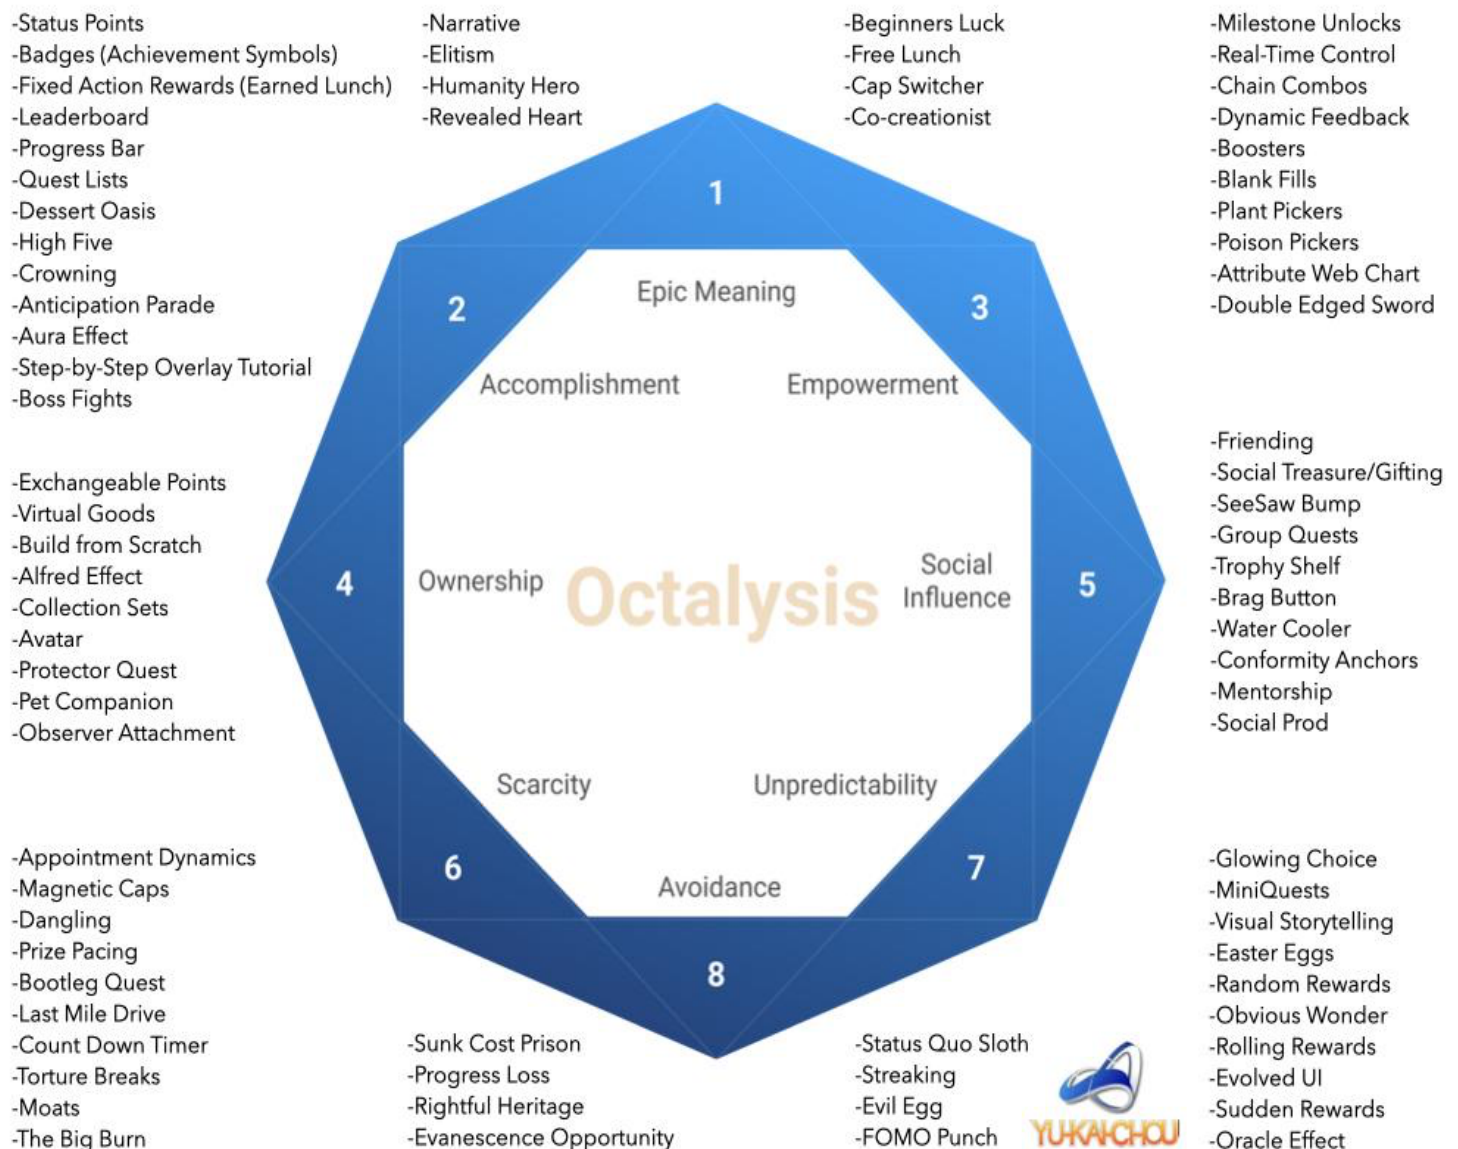 -Status Points
-Badges (Achievement Symbols)
-Fixed Action Rewards (Earned Lunch)
-Leaderboard
-Progress Bar
-Quest Lists
-Dessert Oasis
-High Five
-Crowning
-Anticipation Parade
-Aura Effect
-Step-by-Step Overlay Tutorial
-Boss Fights
-Narrative
-Elitism
-Humanity Hero
-Revealed Heart
-Beginners Luck
-Free Lunch
-Cap Switcher
-Co-creationist
-Milestone Unlocks
-Real-Time Control
-Chain Combos
-Dynamic Feedback
-Boosters
-Blank Fills
-Plant Pickers
-Poison Pickers
-Attribute Web Chart
-Double Edged Sword
1
2
3
Epic Meaning
Accomplishment
Empowerment
-Exchangeable Points
-Virtual Goods
-Build from Scratch
-Alfred Effect
-Collection Sets
-Avatar
-Protector Quest
-Pet Companion
-Observer Attachment
4
Ownership
Octalysis
Social
Influence
5
-Friending
-Social Treasure/Gifting
-SeeSaw Bump
-Group Quests
-Trophy Shelf
-Brag Button
-Water Cooler
-Conformity Anchors
-Mentorship
-Social Prod
Scarcity
Unpredictability
6
Avoidance
7
8
-Appointment Dynamics
-Magnetic Caps
-Dangling
-Prize Pacing
-Bootleg Quest
-Last Mile Drive
-Count Down Timer
-Torture Breaks
-Moats
-The Big Burn
-Sunk Cost Prison
-Progress Loss
-Rightful Heritage
-Evanescence Opportunity
-Status Quo Sloth
-Streaking
-Evil Egg
-FOMO Punch
YU-KAI-CHOU
-Glowing Choice
-MiniQuests
-Visual Storytelling
-Easter Eggs
-Random Rewards
-Obvious Wonder
-Rolling Rewards
-Evolved UI
-Sudden Rewards
-Oracle Effect